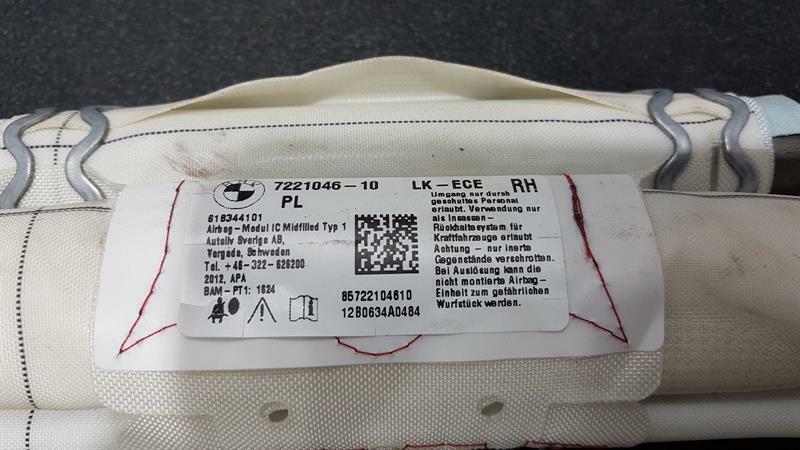 7221046-10 LK-ECE RH
PL
618344101
Airbag-Modul IC Midfilled Typ 1
Autoliv Sverige AB,
Vargada, Schweden
Tel. +46-322-626200
2012, APA
BAM-PT1: 1624
85722104610
12B0634A0484
Umgang nur durch
geschultes Personal
erlaubt. Verwendung nur
als Insassen-
Rückhaltesystem für
Kraftfahrzeuge erlaubt
Achtung - nur inerte
Gegenstände verschrotten.
Bei Auslösung kann die
nicht montierte Airbag-
Einheit zum gefährlichen
Wurfstück werden.